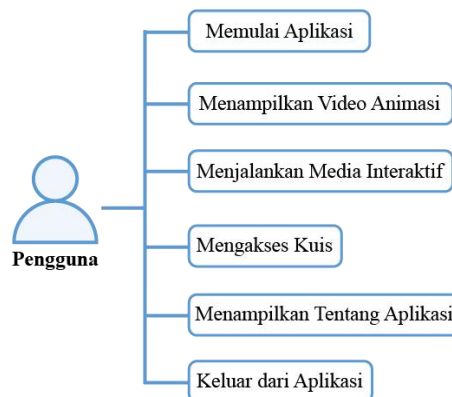 Memulai Aplikasi
Menampilkan Video Animasi
Menjalankan Media Interaktif
Pengguna
Mengakses Kuis
Menampilkan Tentang Aplikasi
Keluar dari Aplikasi